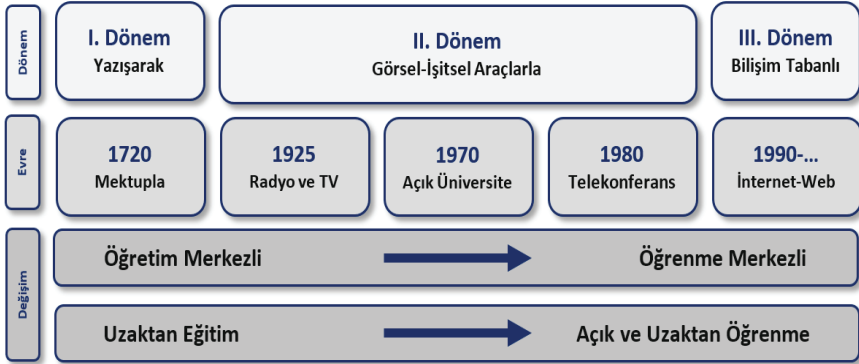 Dönem
I. Dönem
Yazışarak
II. Dönem
Görsel-İşitsel Araçlarla
III. Dönem
Bilişim Tabanlı
Evre
1720
Mektupla
1925
Radyo ve TV
1970
Açık Üniversite
1980
Telekonferans
1990-...
İnternet-Web
Değişim
Öğretim Merkezli
Öğrenme Merkezli
Uzaktan Eğitim
Açık ve Uzaktan Öğrenme